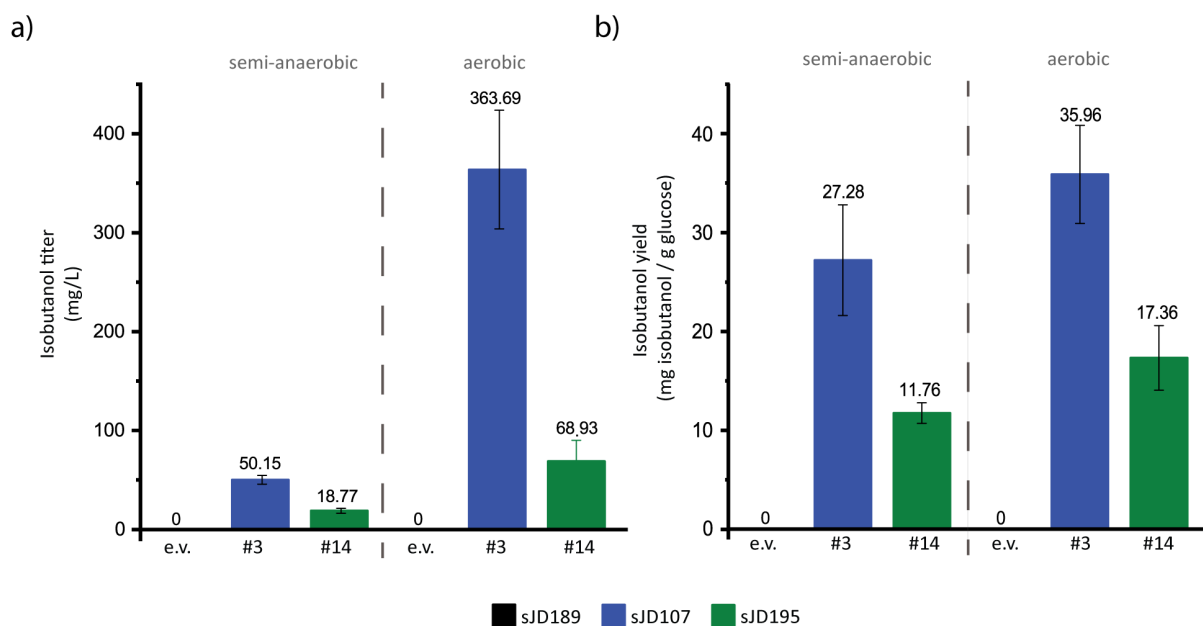 a)
semi-anaerobic aerobic
363.69
400
300
200
100
0
Isobutanol titer
(mg/L)
50.15
18.77
68.93
0 0
e.v. #3 #14 e.v. #3 #14
b)
semi-anaerobic aerobic
40
30
20
10
0
Isobutanol yield
(mg isobutanol / g glucose)
35.96
27.28
17.36
11.76
0 0
e.v. #3 #14 e.v. #3 #14
sJD189 sJD107 sJD195